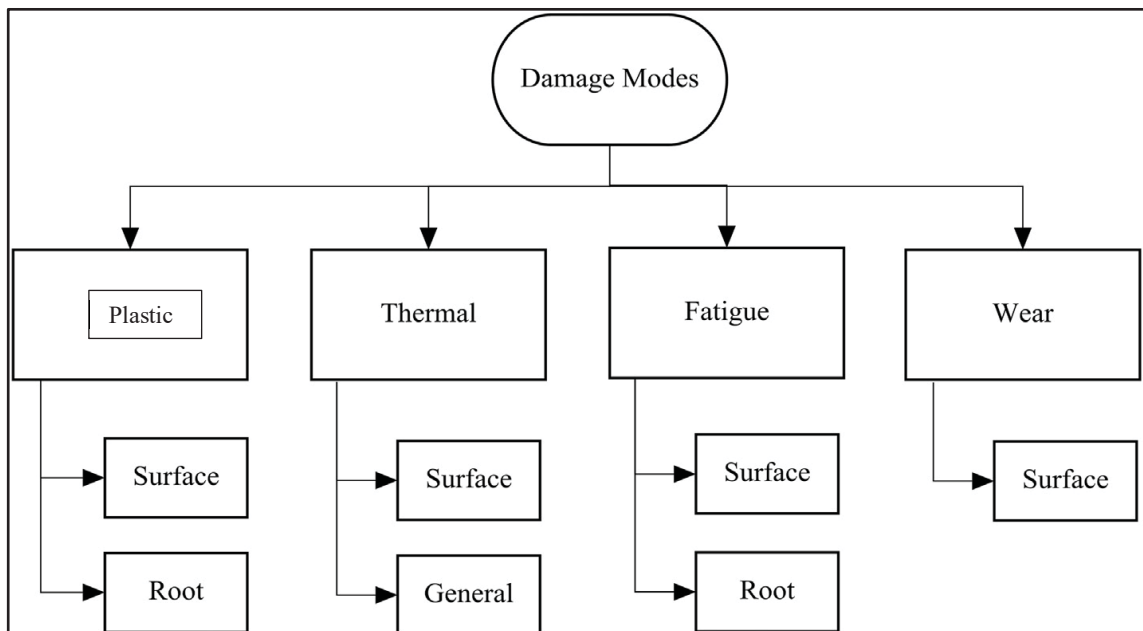 Damage Modes
Plastic
Thermal
Fatigue
Wear
Surface
Surface
Surface
Surface
Root
General
Root